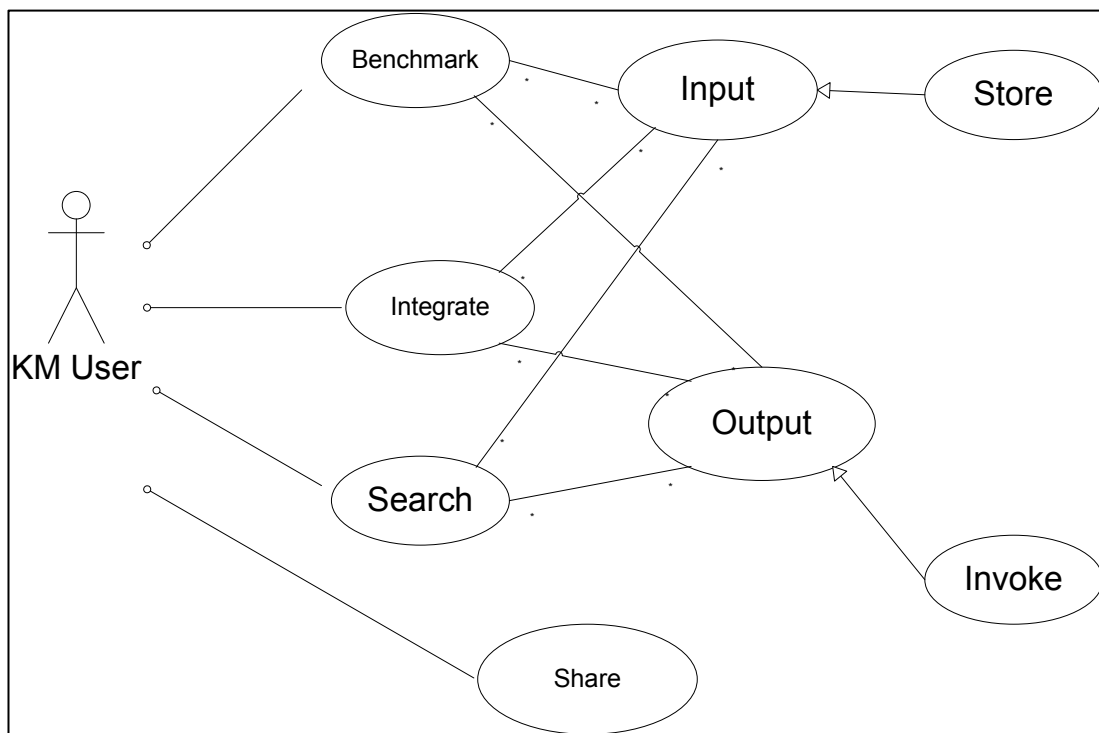 Benchmark
Input
Store
KM User
Integrate
Output
Search
Invoke
Share
*
*
*
*
*
*
*
*
*
*
*
*